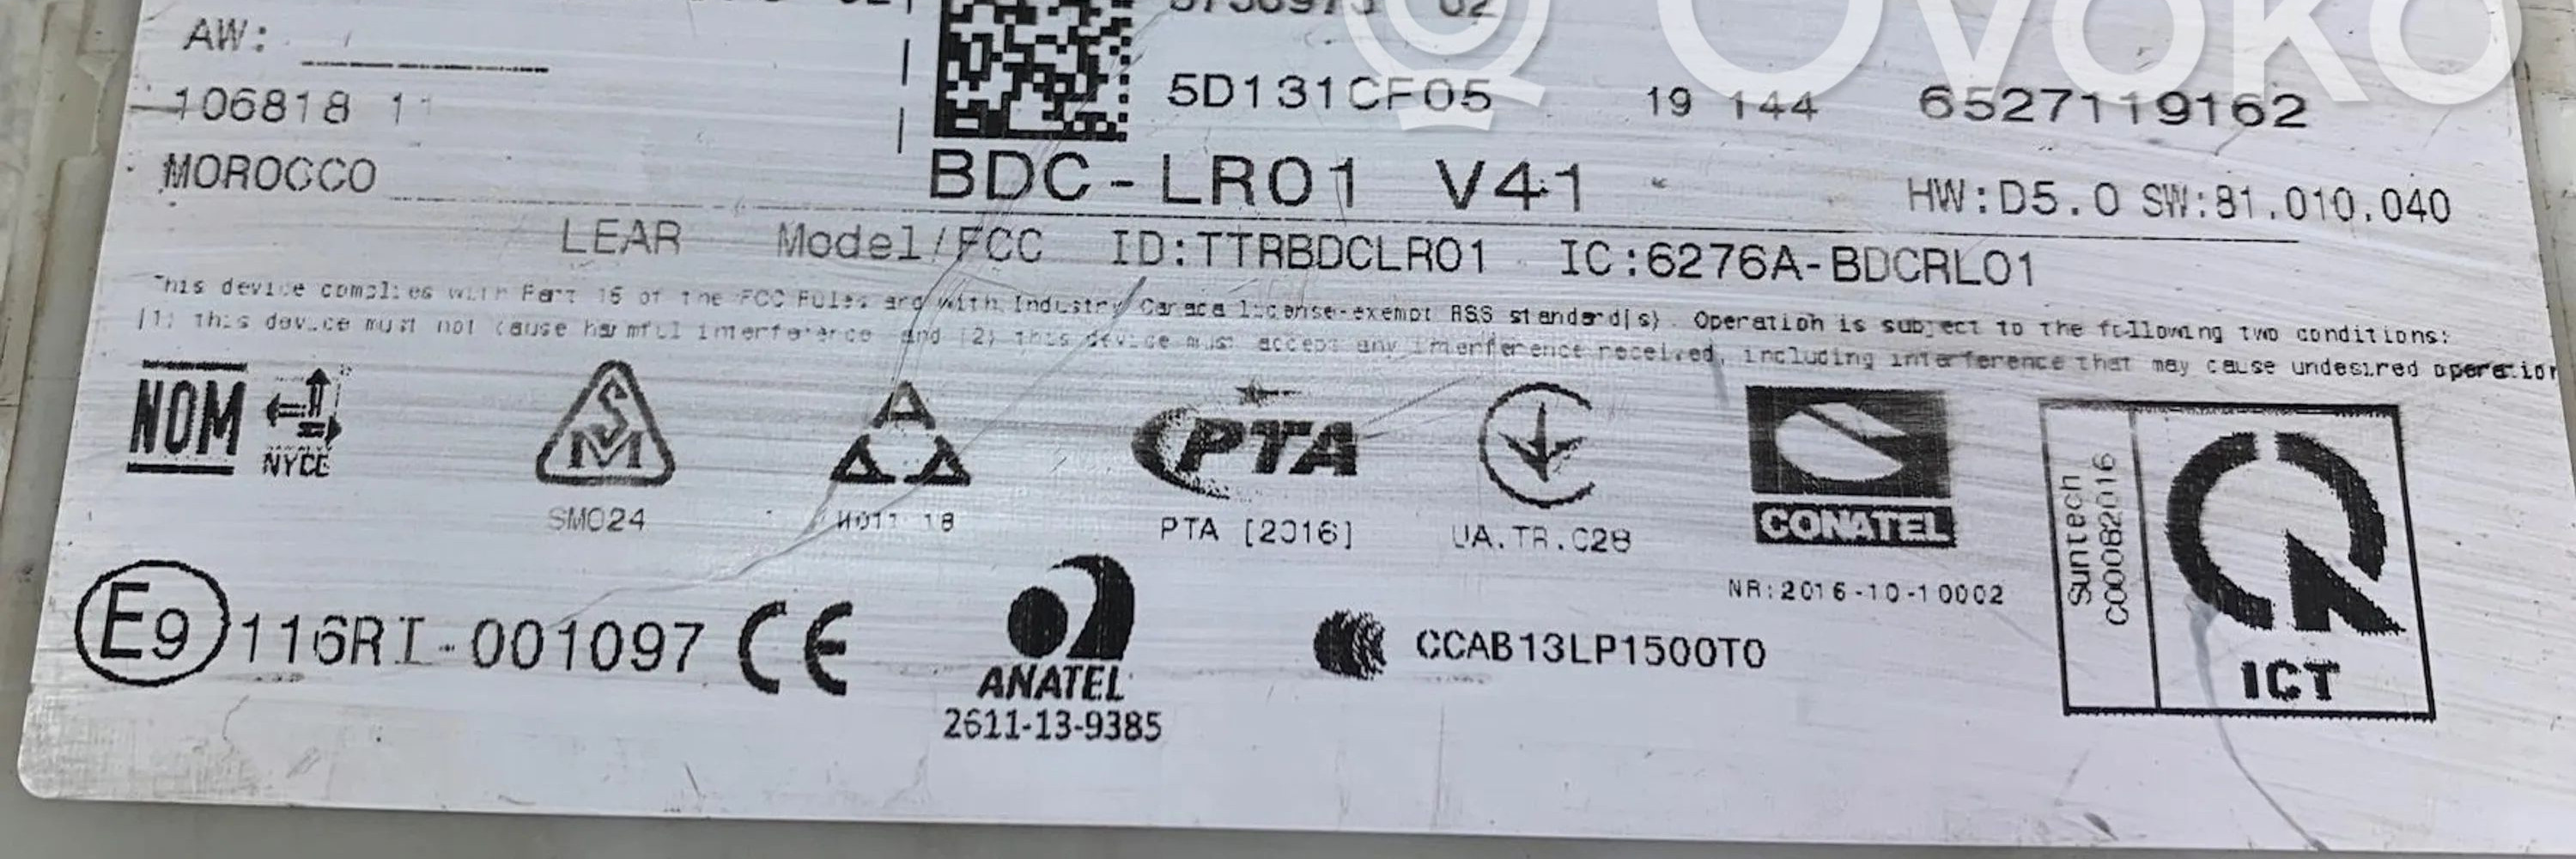 Ovoko
AW:
5D131CF05 19 144 6527119162
106818 11
MOROCCO
BDC-LR01 V41
HW:D5.0 SW:81.010.040
LEAR Model/FCC ID:TTRBDCLR01 IC:6276A-BDCRL01
This device complies with Part 15 of the FCC Rules and with Industry Canada license-exempt RSS standard(s). Operation is subject to the following two conditions:
(1) this device must not cause harmful interference and (2) this device must accept any interference received, including interference that may cause undesired operation
NOM NYCE
SM
SM024
18
PTA
PTA [2016]
UA.TR.028
CONATEL
NR:2016-10-10002
Suntech
C00082016
ICT
E9 116RI-001097 CE
ANATEL
2611-13-9385
CCAB13LP1500T0